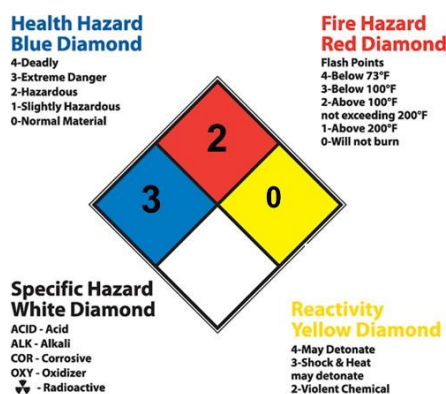 Health Hazard
Blue Diamond
4-Deadly
3-Extreme Danger
2-Hazardous
1-Slightly Hazardous
0-Normal Material
Fire Hazard
Red Diamond
Flash Points
4-Below 73°F
3-Below 100°F
2-Above 100°F
not exceeding 200°F
1-Above 200°F
0-Will not burn
2
3
0
Specific Hazard
White Diamond
ACID - Acid
ALK - Alkali
COR - Corrosive
OXY - Oxidizer
☢ - Radioactive
Reactivity
Yellow Diamond
4-May Detonate
3-Shock & Heat
may detonate
2-Violent Chemical